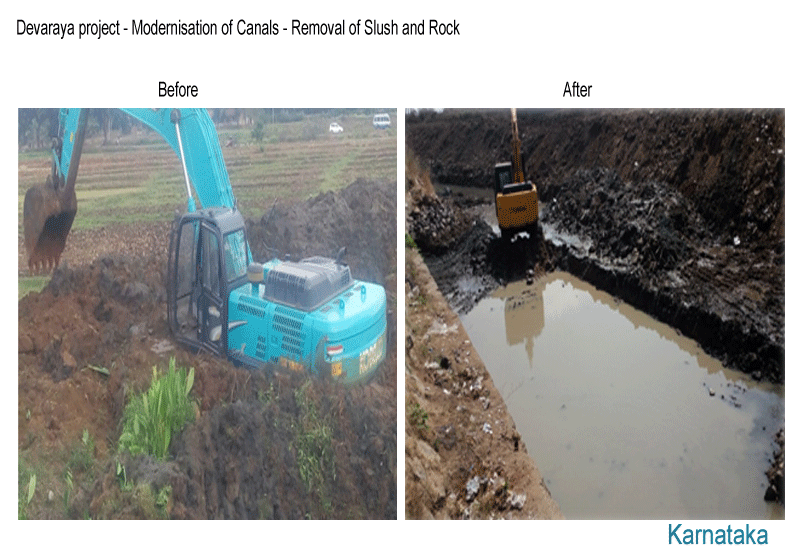 Devaraya project - Modernisation of Canals - Removal of Slush and Rock
Before
After
Karnataka